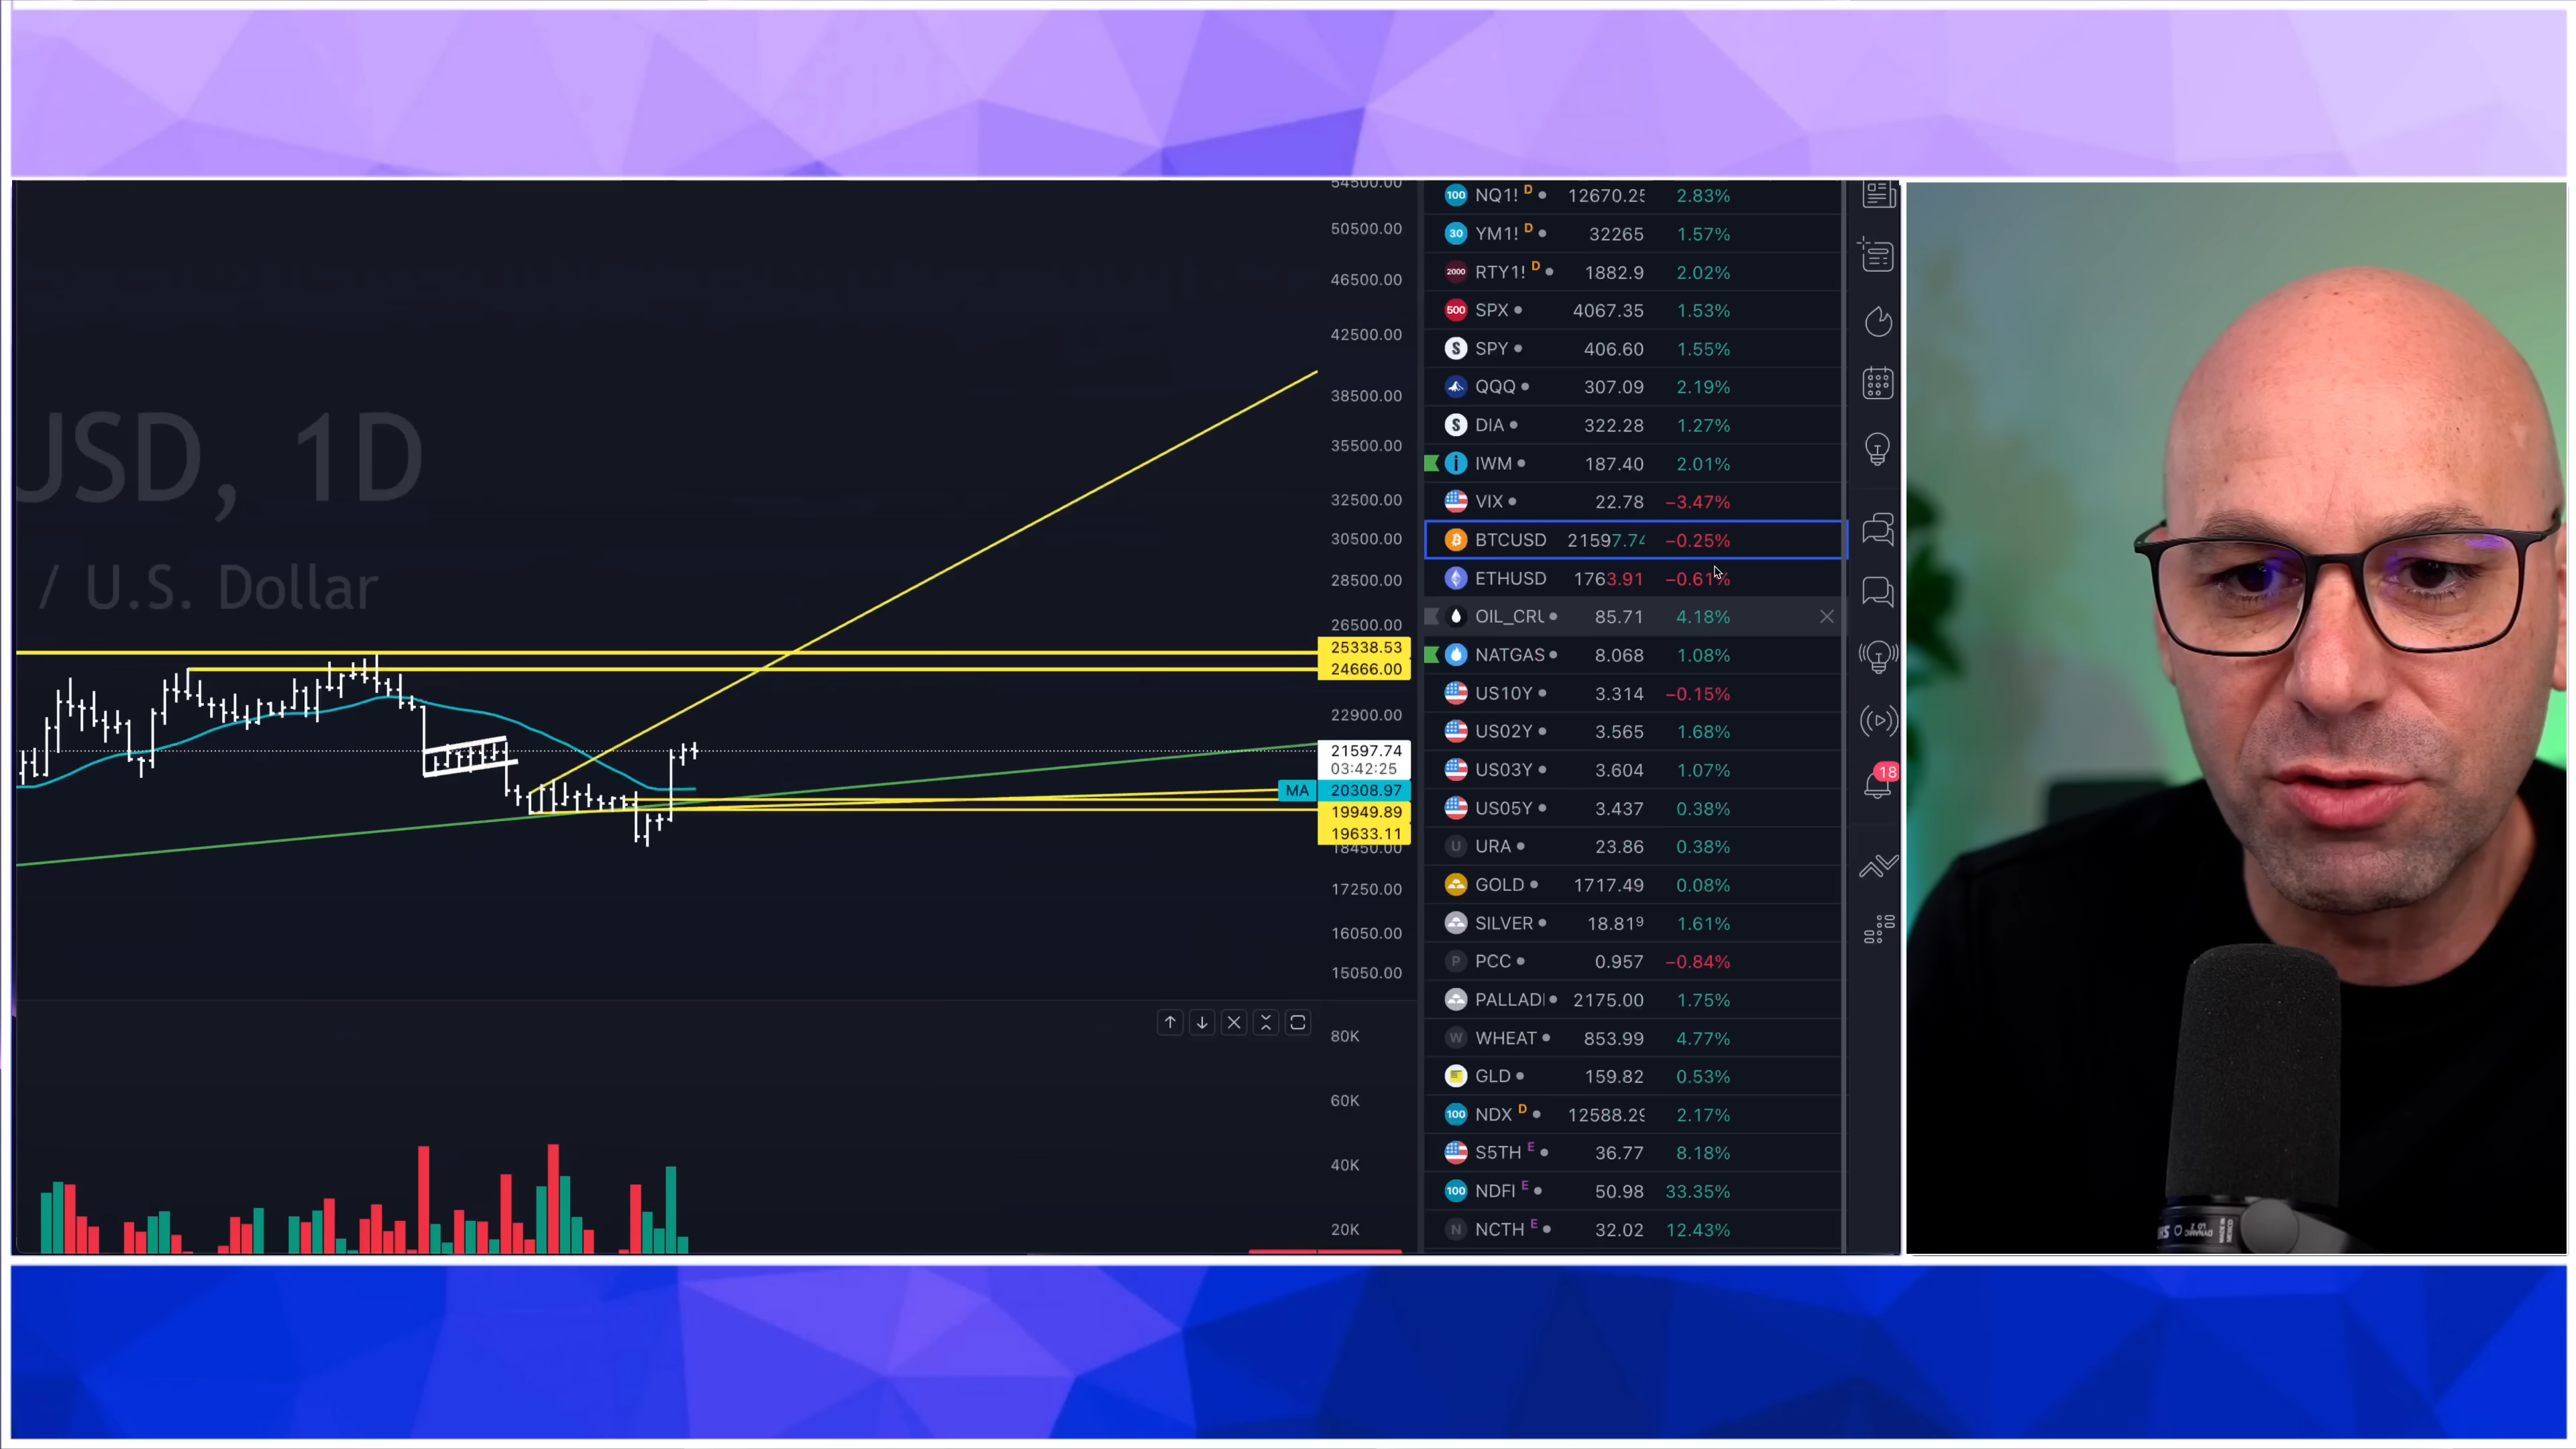 USD, 1D
/ U.S. Dollar
54500.00
50500.00
46500.00
42500.00
38500.00
35500.00
32500.00
30500.00
28500.00
26500.00
25338.53
24666.00
22900.00
21597.74
03:42:25
MA 20308.97
19949.89
19633.11
18450.00
17250.00
16050.00
15050.00
80K
60K
40K
20K
100 NQ1! D 12670.25 2.83%
30 YM1! D 32265 1.57%
2000 RTY1! D 1882.9 2.02%
500 SPX 4067.35 1.53%
S SPY 406.60 1.55%
QQQ 307.09 2.19%
S DIA 322.28 1.27%
i IWM 187.40 2.01%
VIX 22.78 −3.47%
BTCUSD 21597.74 −0.25%
ETHUSD 1763.91 −0.61%
OIL_CRU 85.71 4.18%
NATGAS 8.068 1.08%
US10Y 3.314 −0.15%
US02Y 3.565 1.68%
US03Y 3.604 1.07%
US05Y 3.437 0.38%
U URA 23.86 0.38%
GOLD 1717.49 0.08%
SILVER 18.819 1.61%
P PCC 0.957 −0.84%
PALLADI 2175.00 1.75%
W WHEAT 853.99 4.77%
GLD 159.82 0.53%
100 NDX D 12588.29 2.17%
S5TH E 36.77 8.18%
100 NDFI E 50.98 33.35%
N NCTH E 32.02 12.43%
18